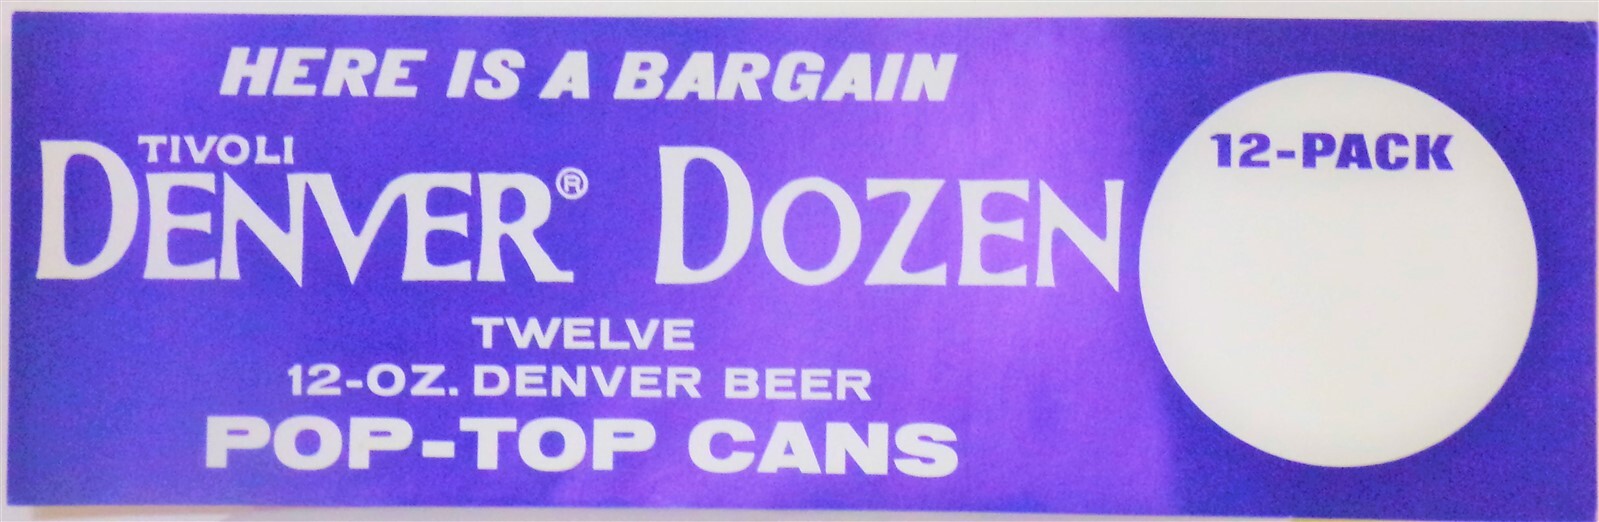 HERE IS A BARGAIN
TIVOLI
DENVER® DOZEN
TWELVE
12-OZ. DENVER BEER
POP-TOP CANS
12-PACK